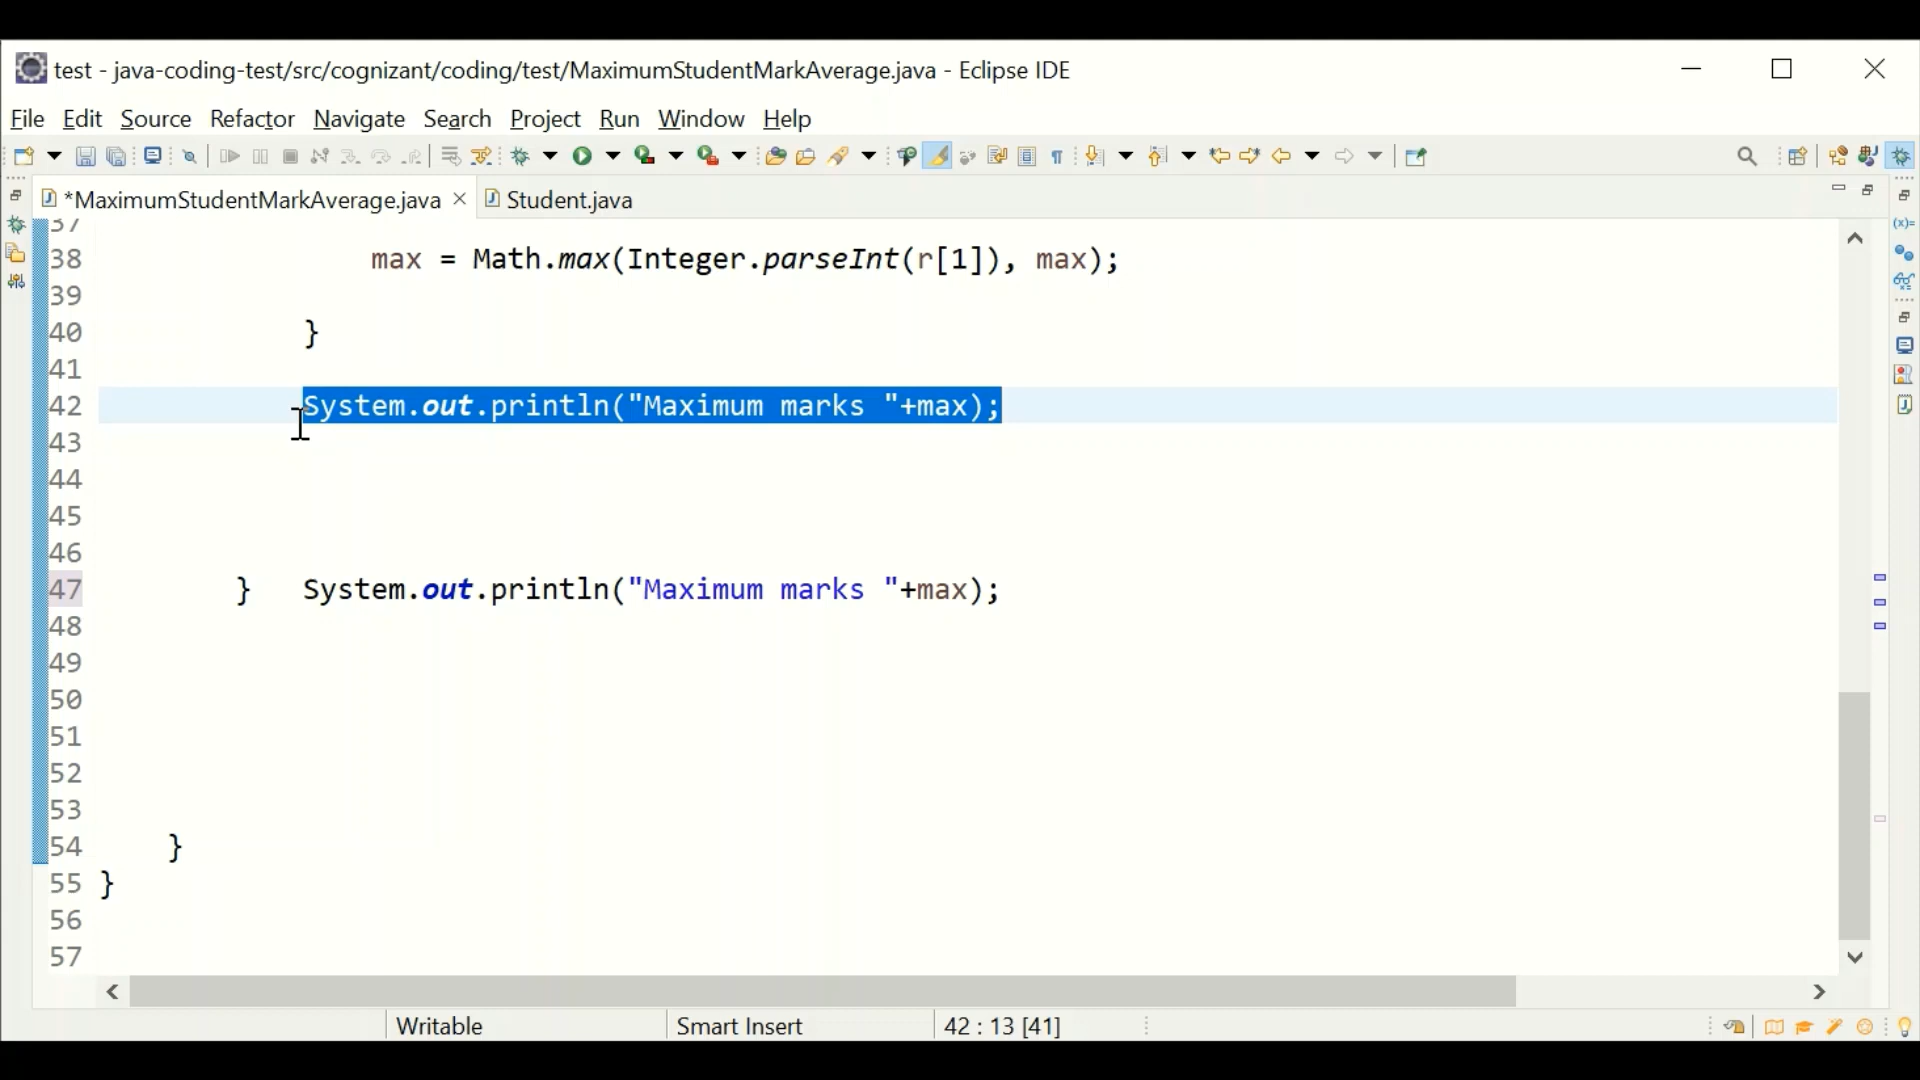 test - java-coding-test/src/cognizant/coding/test/MaximumStudentMarkAverage.java - Eclipse IDE
File Edit Source Refactor Navigate Search Project Run Window Help
*MaximumStudentMarkAverage.java Student.java
37
38 max = Math.max(Integer.parseInt(r[1]), max);
39
40 }
41
42 System.out.println("Maximum marks "+max);
43
44
45
46
47 } System.out.println("Maximum marks "+max);
48
49
50
51
52
53
54 }
55 }
56
57
Writable Smart Insert 42 : 13 [41]